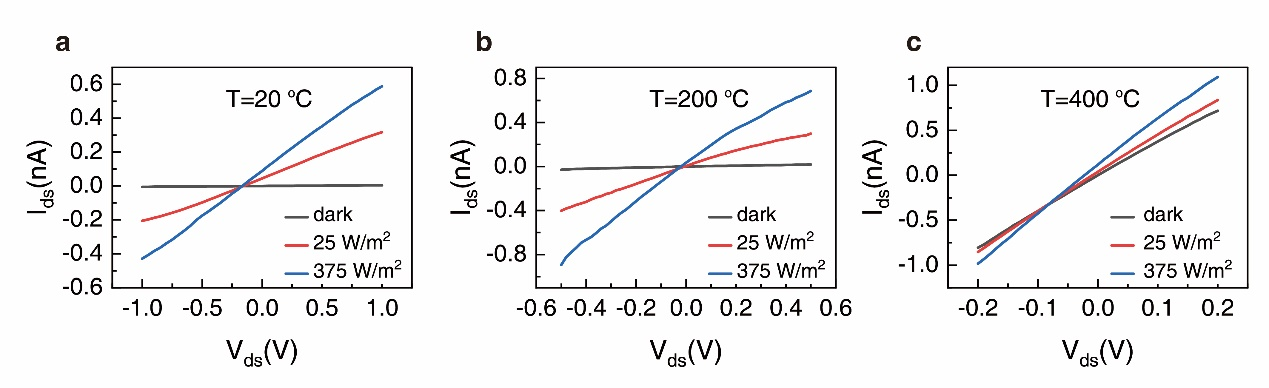 a
T=20 °C
I_ds(nA)
0.6
0.4
0.2
0.0
-0.2
-0.4
-0.6
dark
25 W/m²
375 W/m²
-1.0 -0.5 0.0 0.5 1.0
V_ds(V)
b
T=200 °C
I_ds(nA)
0.8
0.4
0.0
-0.4
-0.8
dark
25 W/m²
375 W/m²
-0.6 -0.4 -0.2 0.0 0.2 0.4 0.6
V_ds(V)
c
T=400 °C
I_ds(nA)
1.0
0.5
0.0
-0.5
-1.0
dark
25 W/m²
375 W/m²
-0.2 -0.1 0.0 0.1 0.2
V_ds(V)